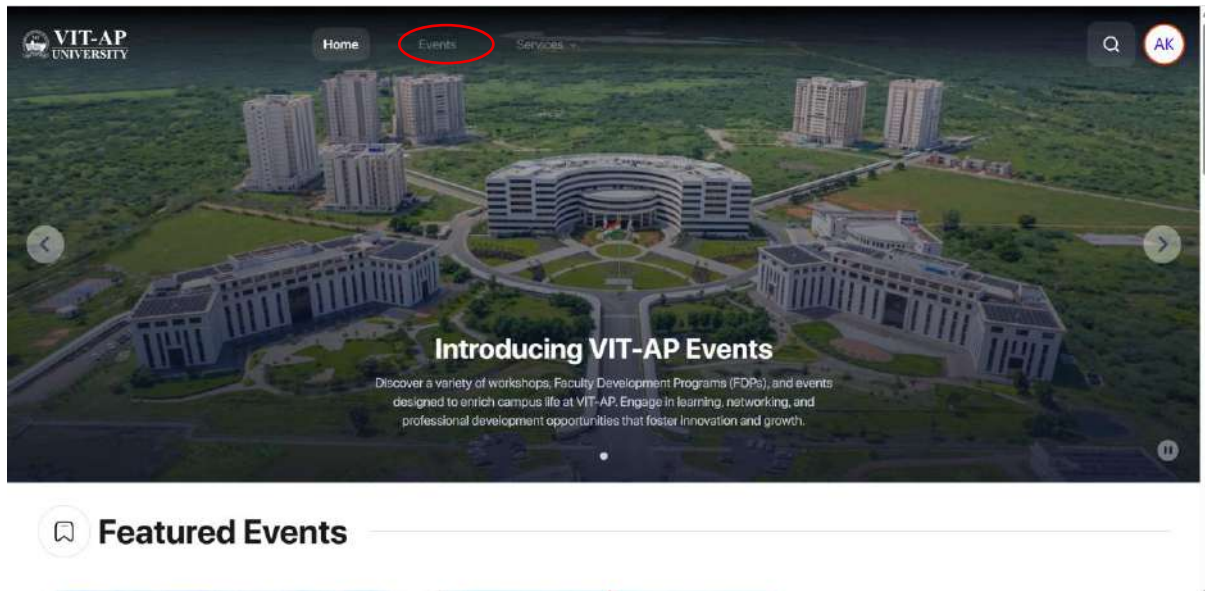 VIT-AP
UNIVERSITY
Home
Events
Services
AK
Introducing VIT-AP Events
Discover a variety of workshops, Faculty Development Programs (FDPs), and events
designed to enrich campus life at VIT-AP. Engage in learning, networking, and
professional development opportunities that foster innovation and growth.
Featured Events